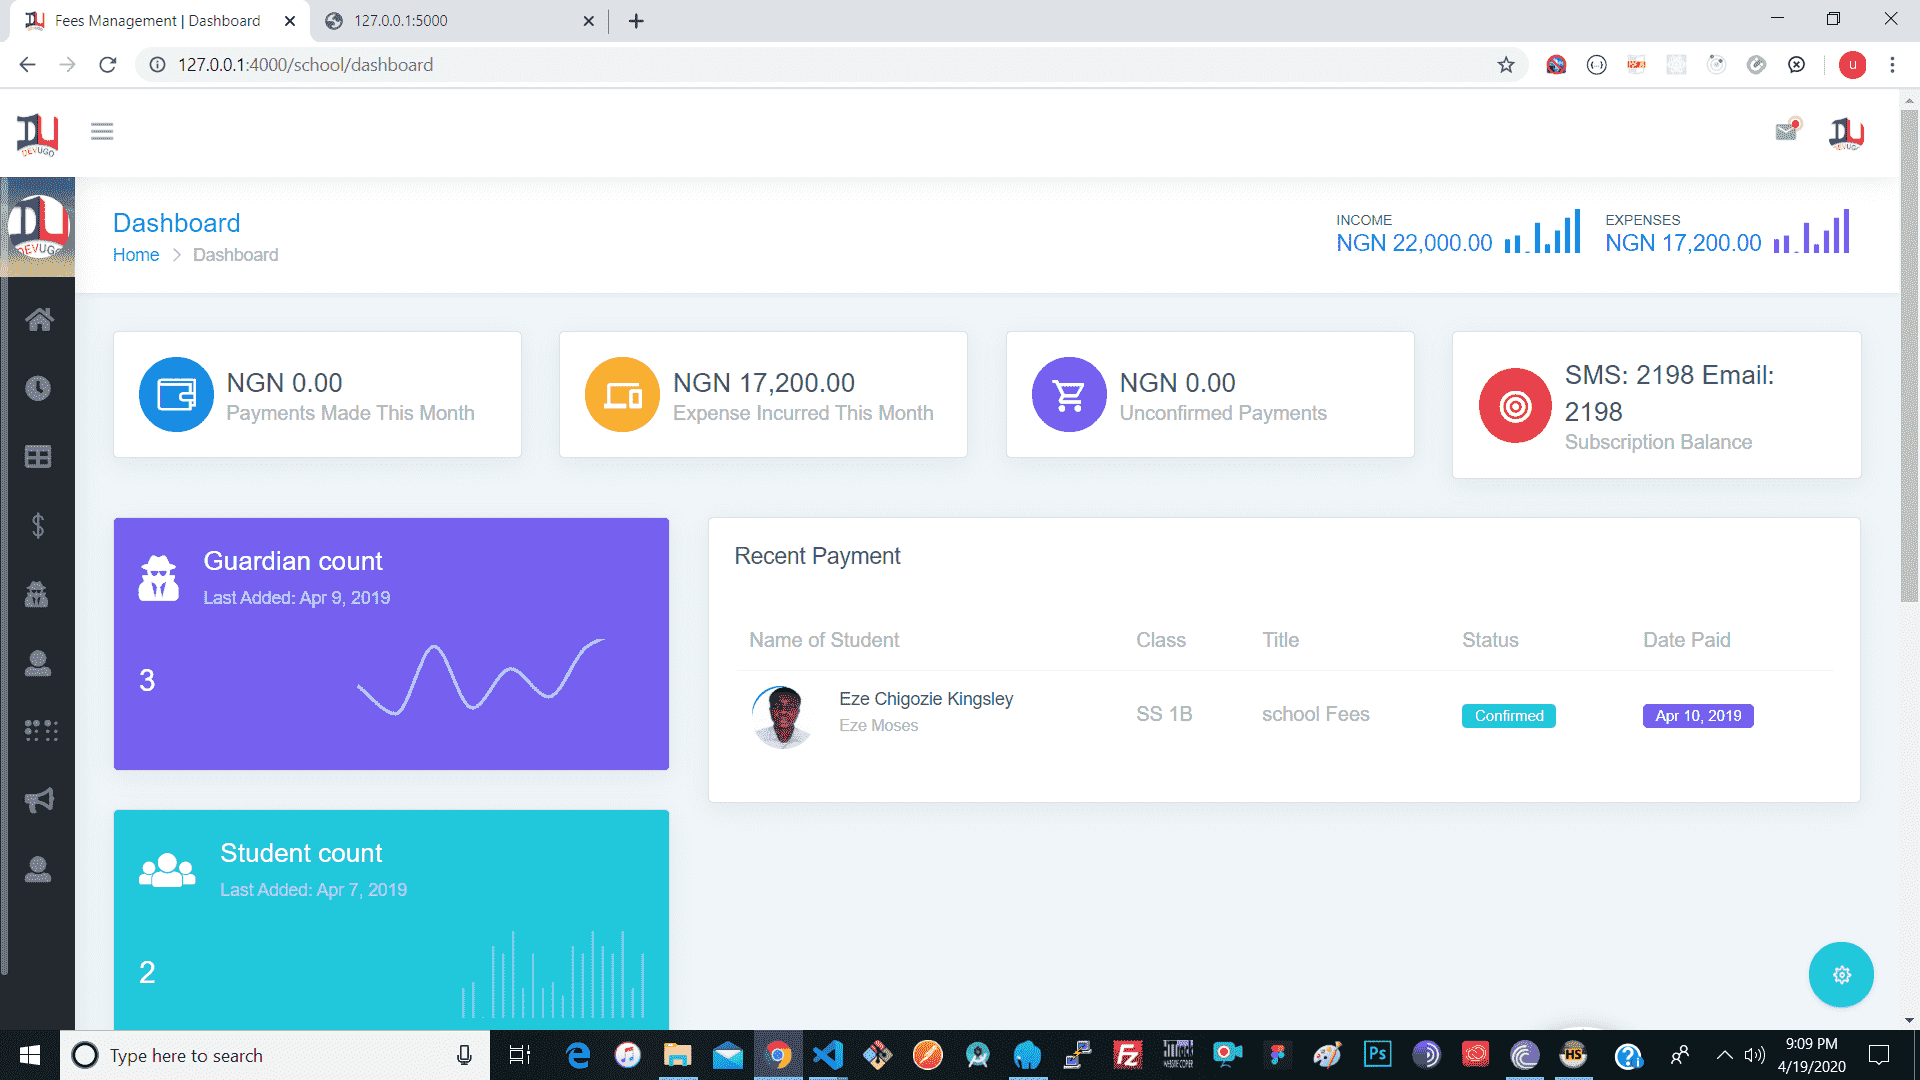 Fees Management | Dashboard
127.0.0.1:5000
127.0.0.1:4000/school/dashboard
u
DU
DEVUGO
Dashboard
Home > Dashboard
INCOME
NGN 22,000.00
EXPENSES
NGN 17,200.00
NGN 0.00
Payments Made This Month
NGN 17,200.00
Expense Incurred This Month
NGN 0.00
Unconfirmed Payments
SMS: 2198 Email:
2198
Subscription Balance
Guardian count
Last Added: Apr 9, 2019
3
Recent Payment
Name of Student Class Title Status Date Paid
Eze Chigozie Kingsley
Eze Moses
SS 1B school Fees Confirmed Apr 10, 2019
Student count
Last Added: Apr 7, 2019
2
Type here to search
Ps
HS
9:09 PM
4/19/2020